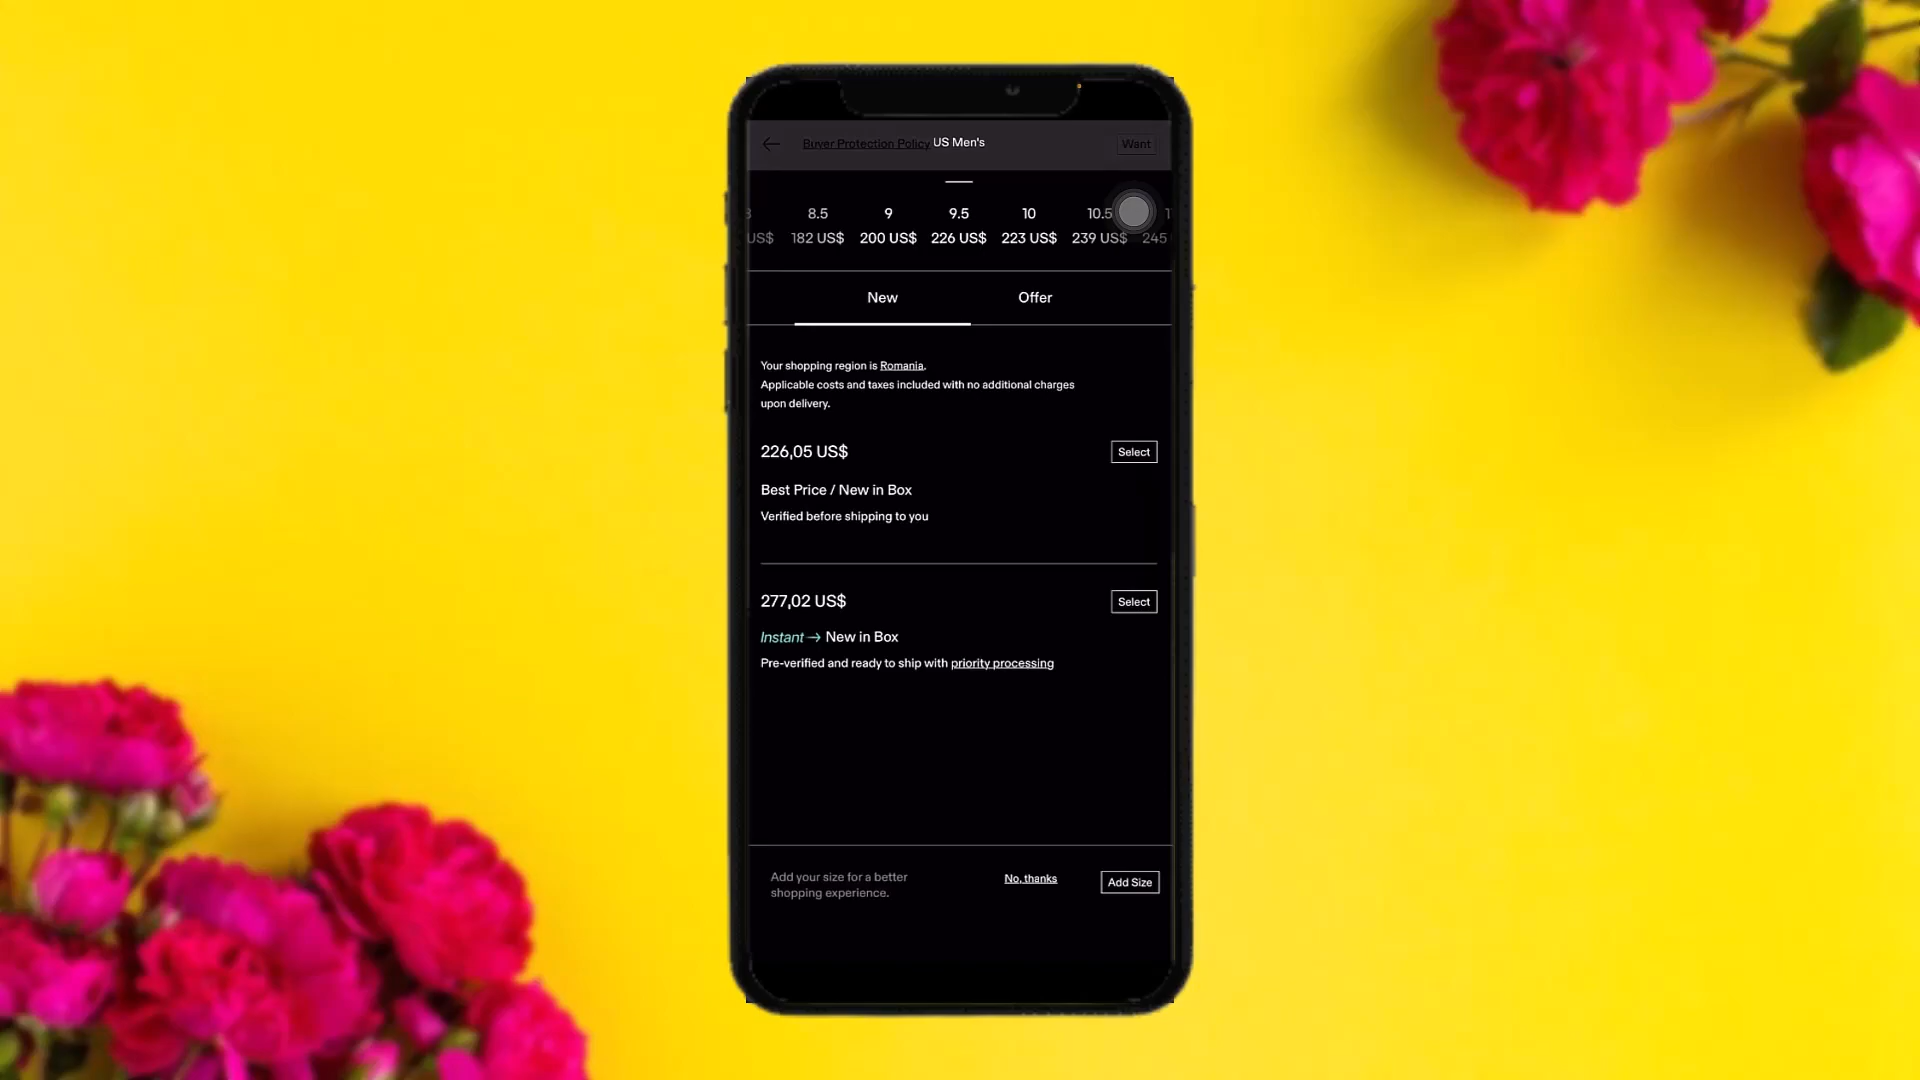 Buyer Protection Policy US Men's Want
8.5 9 9.5 10 10.5
US$ 182 US$ 200 US$ 226 US$ 223 US$ 239 US$ 245
New Offer
Your shopping region is Romania.
Applicable costs and taxes included with no additional charges
upon delivery.
226,05 US$ Select
Best Price / New in Box
Verified before shipping to you
277,02 US$ Select
Instant → New in Box
Pre-verified and ready to ship with priority processing
Add your size for a better
shopping experience.
No, thanks Add Size